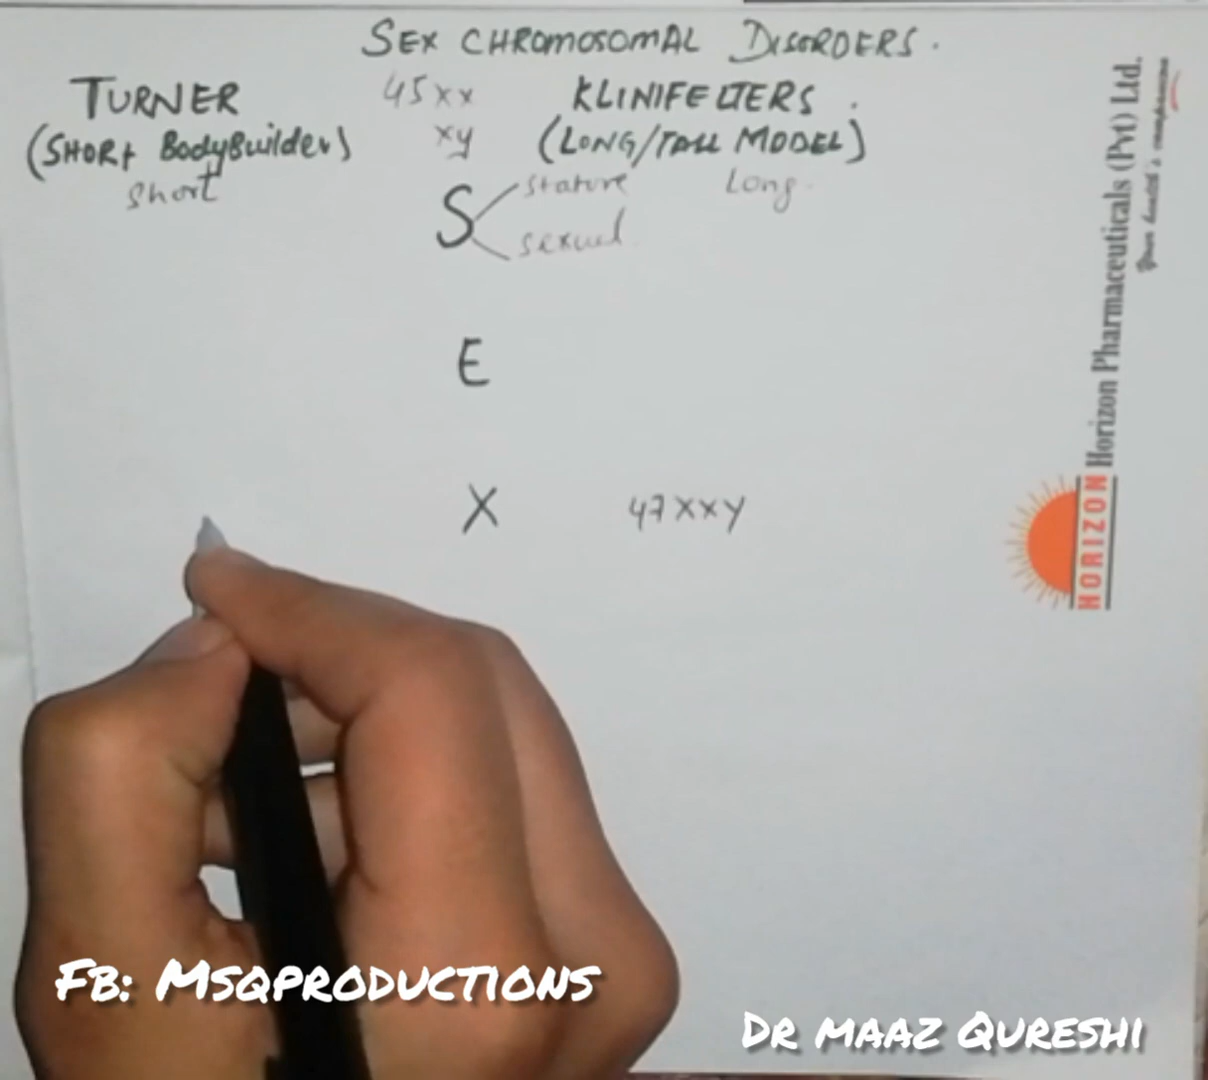 SEX CHROMOSOMAL DISORDERS.
TURNER
(SHORt BodyBuilder)
Short
45xx
xy
KLINIFELTERS.
(LONG/TALL MODEL)
Long
S
stature
sexual
E
X
47XXY
HORIZON
Horizon Pharmaceuticals (Pvt) Ltd.
FB: MSQPRODUCTIONS
DR MAAZ QURESHI